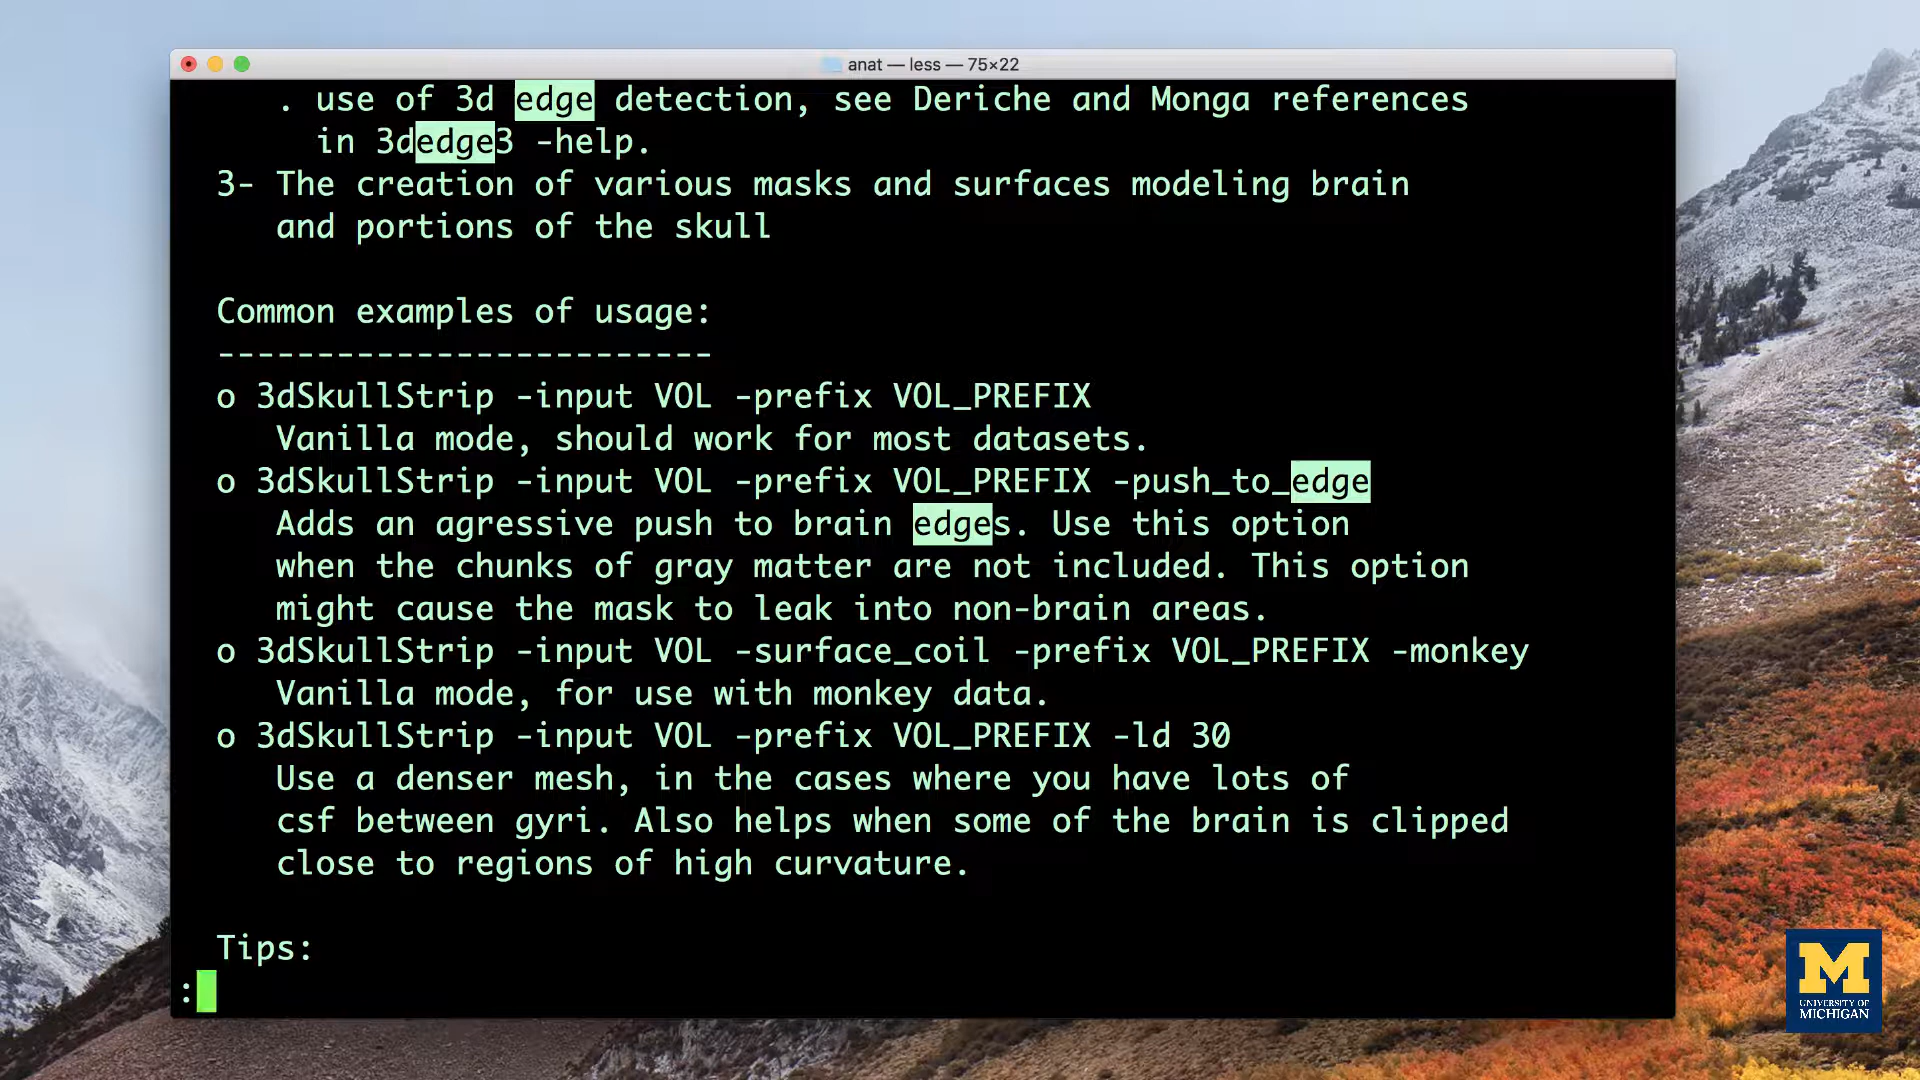 anat — less — 75×22
. use of 3d edge detection, see Deriche and Monga references
in 3dedge3 -help.
3- The creation of various masks and surfaces modeling brain
and portions of the skull
Common examples of usage:
-------------------------
o 3dSkullStrip -input VOL -prefix VOL_PREFIX
Vanilla mode, should work for most datasets.
o 3dSkullStrip -input VOL -prefix VOL_PREFIX -push_to_edge
Adds an agressive push to brain edges. Use this option
when the chunks of gray matter are not included. This option
might cause the mask to leak into non-brain areas.
o 3dSkullStrip -input VOL -surface_coil -prefix VOL_PREFIX -monkey
Vanilla mode, for use with monkey data.
o 3dSkullStrip -input VOL -prefix VOL_PREFIX -ld 30
Use a denser mesh, in the cases where you have lots of
csf between gyri. Also helps when some of the brain is clipped
close to regions of high curvature.
Tips:
:
M
UNIVERSITY OF
MICHIGAN